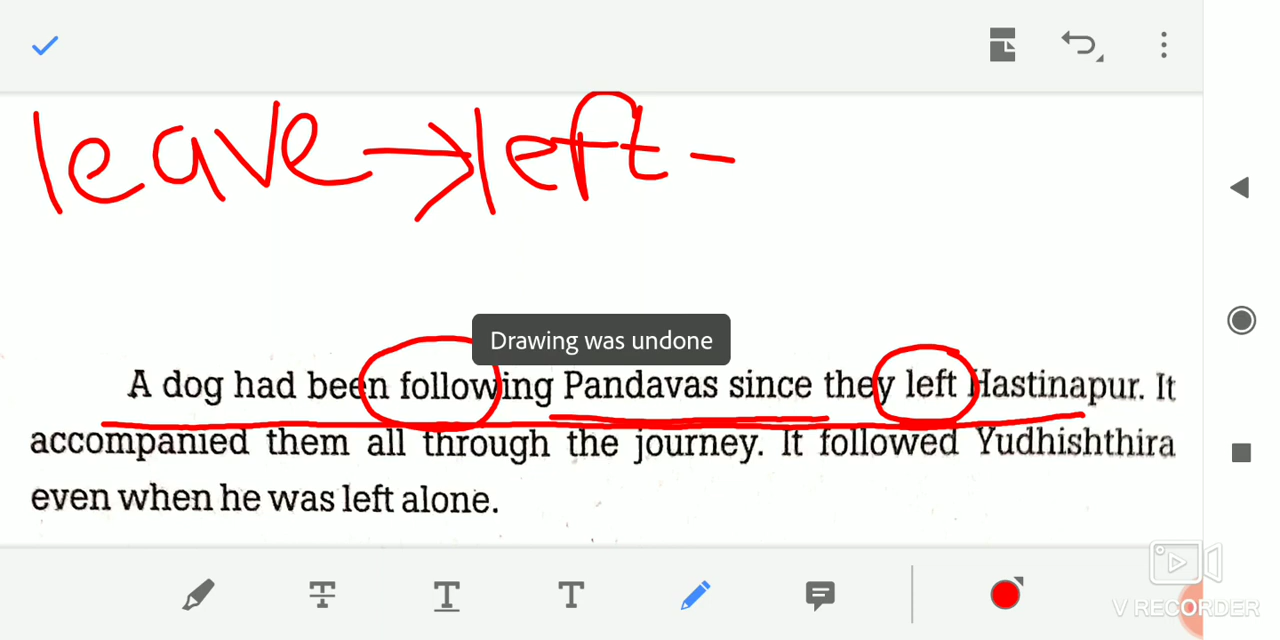 leave → left -
Drawing was undone
A dog had been following Pandavas since they left Hastinapur. It
accompanied them all through the journey. It followed Yudhishthira
even when he was left alone.
T T T
V RECORDER